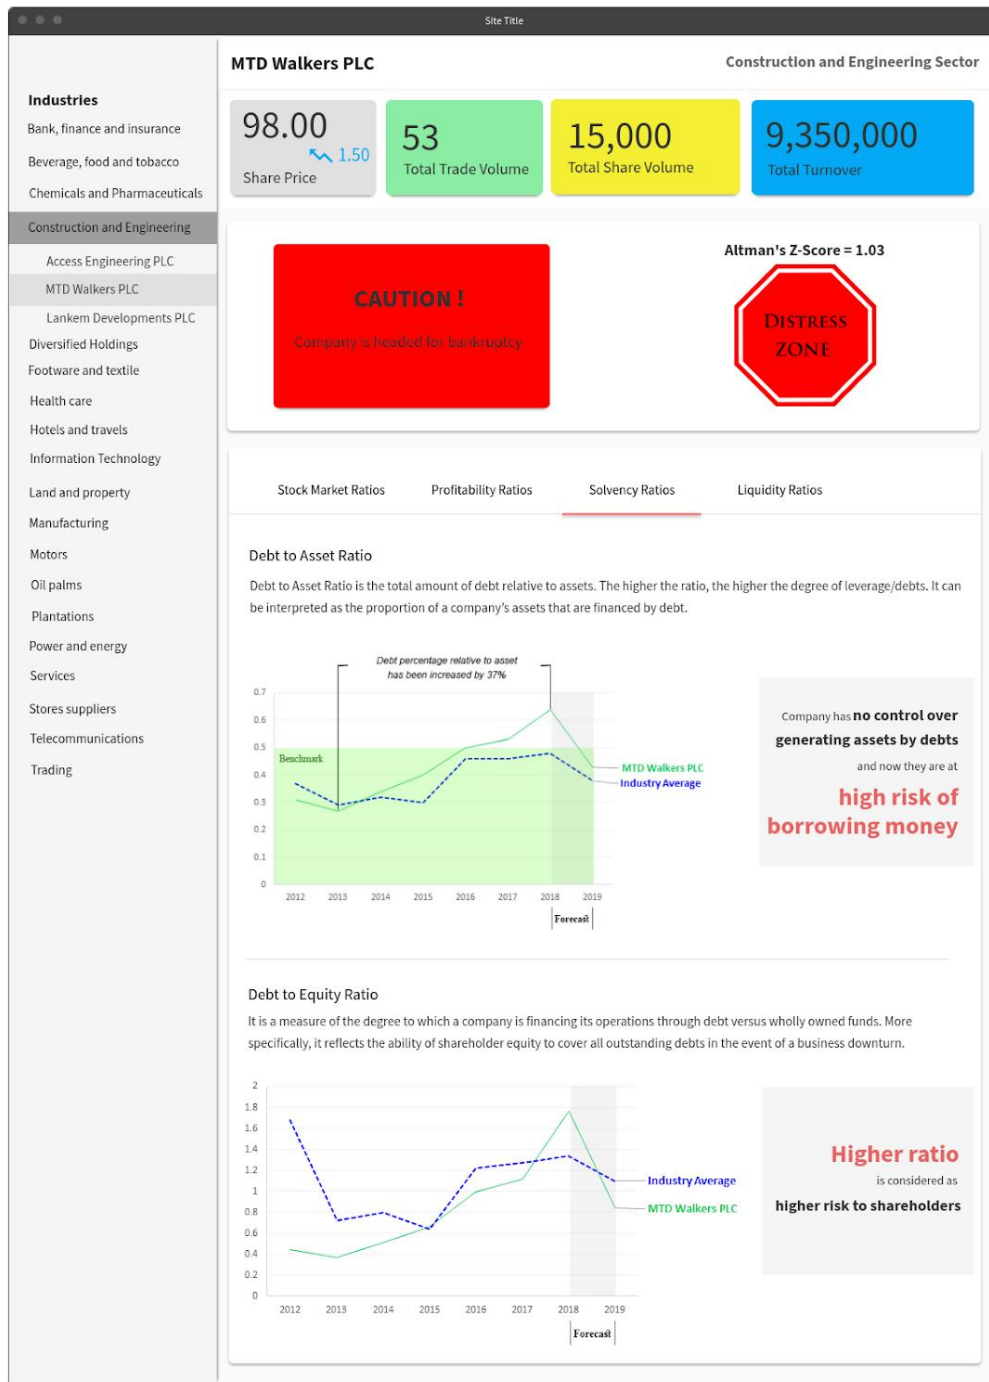 Site Title
Industries
Bank, finance and insurance
Beverage, food and tobacco
Chemicals and Pharmaceuticals
Construction and Engineering
Access Engineering PLC
MTD Walkers PLC
Lankem Developments PLC
Diversified Holdings
Footware and textile
Health care
Hotels and travels
Information Technology
Land and property
Manufacturing
Motors
Oil palms
Plantations
Power and energy
Services
Stores suppliers
Telecommunications
Trading
MTD Walkers PLC
Construction and Engineering Sector
98.00
1.50
Share Price
53
Total Trade Volume
15,000
Total Share Volume
9,350,000
Total Turnover
CAUTION !
Company is headed for bankruptcy
Altman's Z-Score = 1.03
DISTRESS
ZONE
Stock Market Ratios
Profitability Ratios
Solvency Ratios
Liquidity Ratios
Debt to Asset Ratio
Debt to Asset Ratio is the total amount of debt relative to assets. The higher the ratio, the higher the degree of leverage/debts. It can
be interpreted as the proportion of a company's assets that are financed by debt.
Debt percentage relative to asset
has been increased by 37%
0.7
0.6
0.5
0.4
0.3
0.2
0.1
0
Benchmark
MTD Walkers PLC
Industry Average
2012 2013 2014 2015 2016 2017 2018 2019
Forecast
Company has no control over
generating assets by debts
and now they are at
high risk of
borrowing money
Debt to Equity Ratio
It is a measure of the degree to which a company is financing its operations through debt versus wholly owned funds. More
specifically, it reflects the ability of shareholder equity to cover all outstanding debts in the event of a business downturn.
2
1.8
1.6
1.4
1.2
1
0.8
0.6
0.4
0.2
0
Industry Average
MTD Walkers PLC
2012 2013 2014 2015 2016 2017 2018 2019
Forecast
Higher ratio
is considered as
higher risk to shareholders